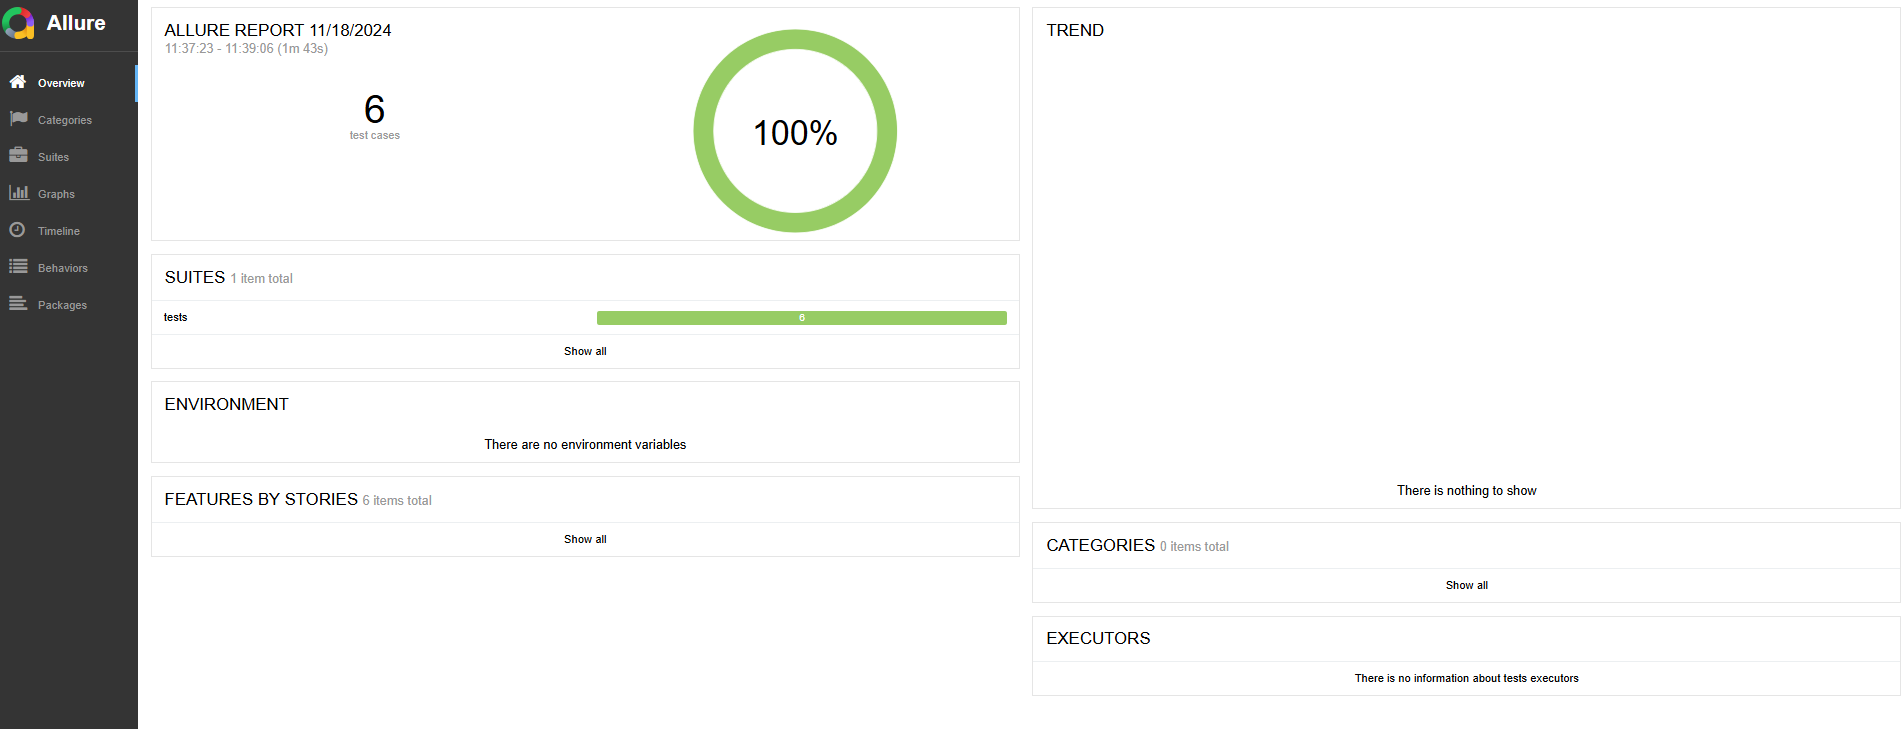 Allure
Overview
Categories
Suites
Graphs
Timeline
Behaviors
Packages
ALLURE REPORT 11/18/2024
11:37:23 - 11:39:06 (1m 43s)
6
test cases
100%
SUITES 1 item total
tests 6
Show all
ENVIRONMENT
There are no environment variables
FEATURES BY STORIES 6 items total
Show all
TREND
There is nothing to show
CATEGORIES 0 items total
Show all
EXECUTORS
There is no information about tests executors